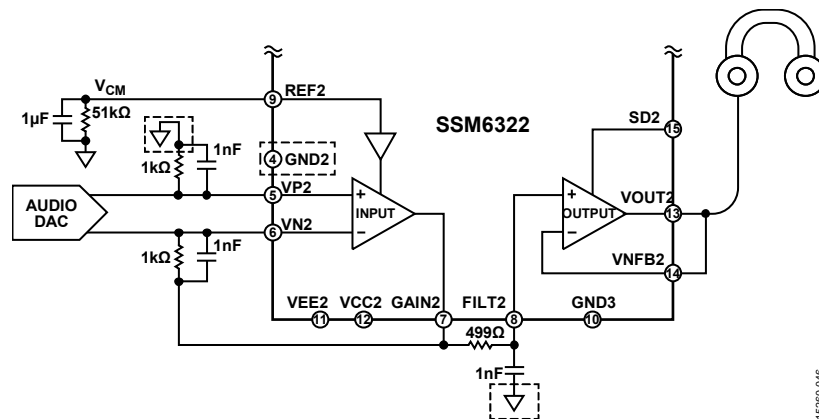 VCM
9
REF2
1µF
51kΩ
SSM6322
SD2
15
1kΩ
1nF
4
GND2
AUDIO
DAC
5
VP2
+
INPUT
−
6
VN2
+
OUTPUT
−
VOUT2
13
1kΩ
1nF
VNFB2
14
VEE2
VCC2
GAIN2
FILT2
GND3
11
12
7
8
10
499Ω
1nF
15260-046